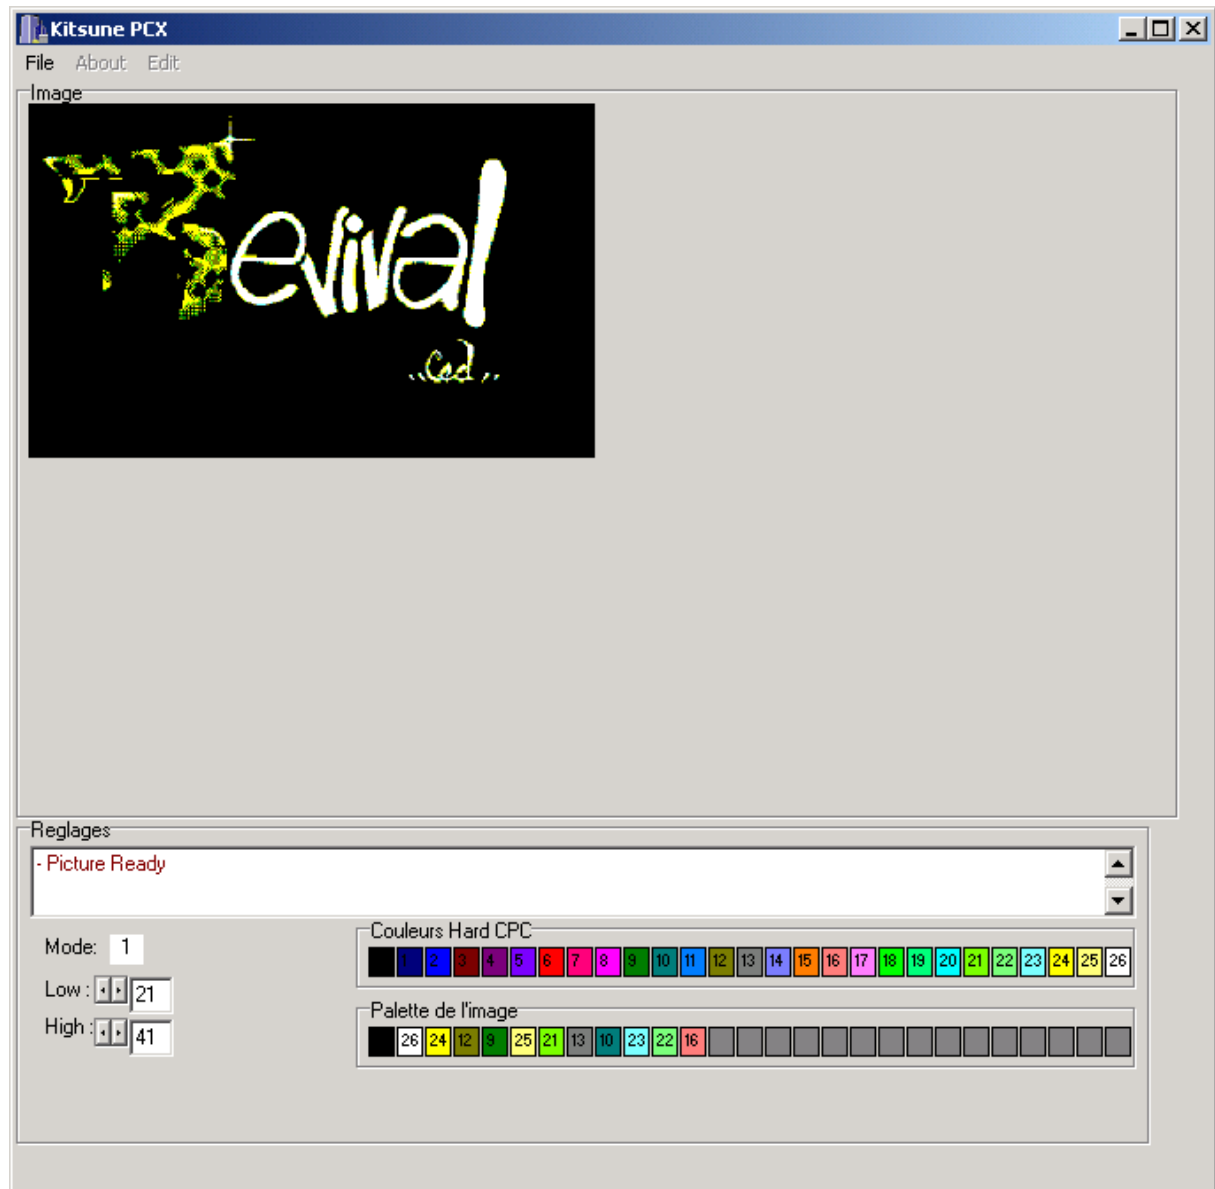 Kitsune PCX
File About Edit
Image
Revival
..Ced..
Reglages
- Picture Ready
Mode: 1
Low : 21
High : 41
Couleurs Hard CPC
1 2 3 4 5 6 7 8 9 10 11 12 13 14 15 16 17 18 19 20 21 22 23 24 25 26
Palette de l'image
26 24 12 9 25 21 13 10 23 22 16